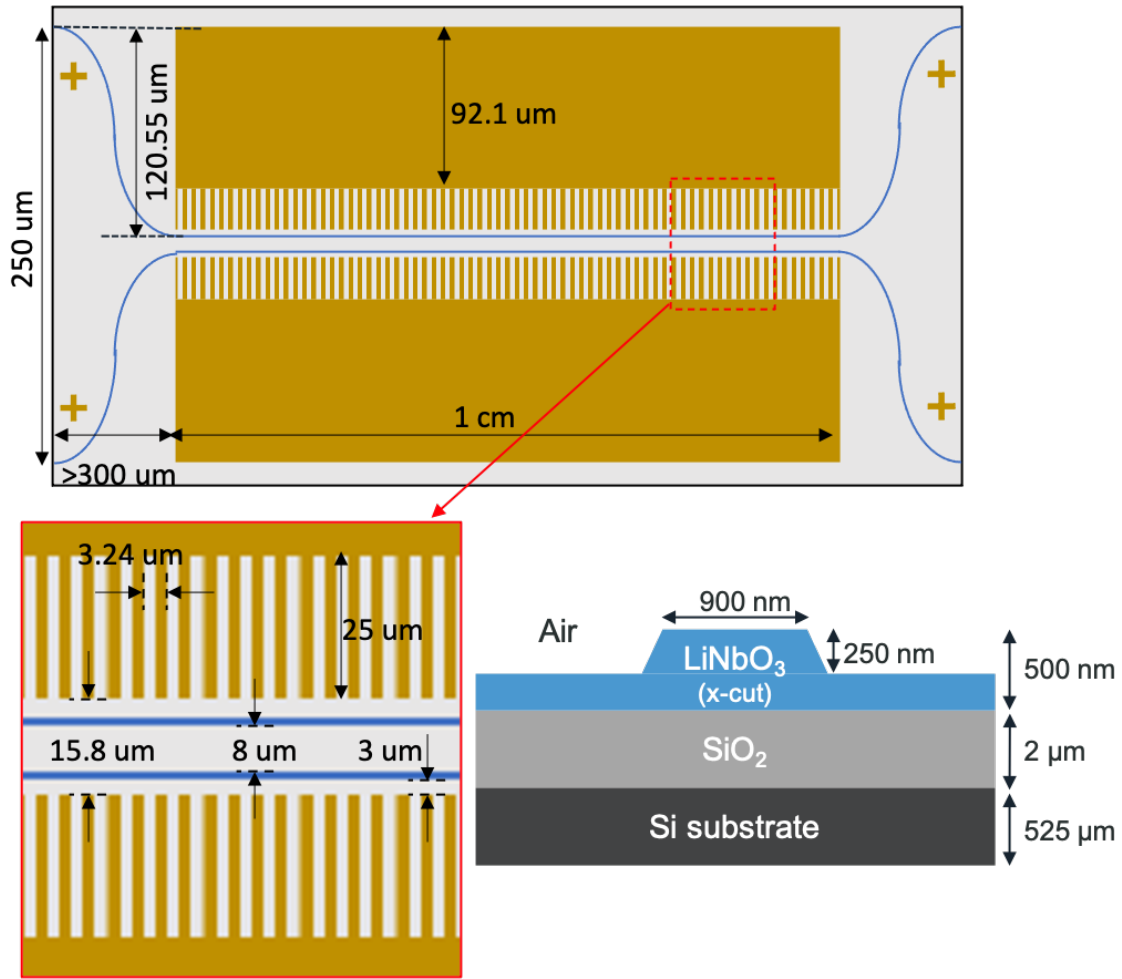 250 um
120.55 um
92.1 um
1 cm
>300 um
3.24 um
25 um
15.8 um
8 um
3 um
Air
900 nm
LiNbO₃
(x-cut)
250 nm
500 nm
SiO₂
2 μm
Si substrate
525 μm